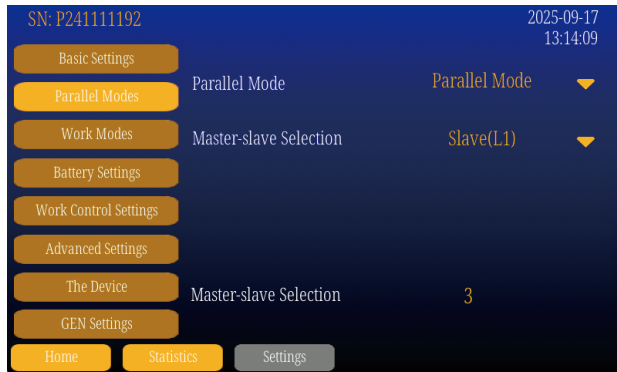 SN: P241111192
2025-09-17
13:14:09
Basic Settings
Parallel Modes
Work Modes
Battery Settings
Work Control Settings
Advanced Settings
The Device
GEN Settings
Parallel Mode Parallel Mode
Master-slave Selection Slave(L1)
Master-slave Selection 3
Home Statistics Settings